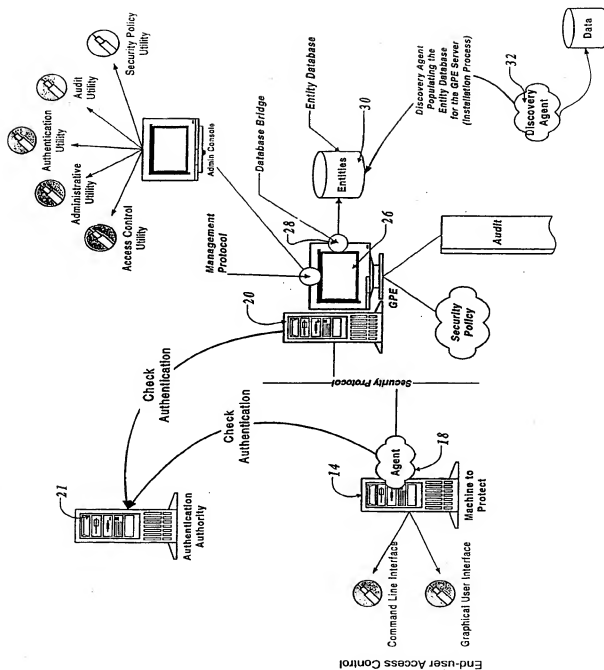 Security Policy
Utility
Audit
Utility
Authentication
Utility
Administrative
Utility
Access Control
Utility
Admin Console
Management
Protocol
Database Bridge
Entity Database
28
30
Entities
26
20
GPE
Discovery Agent
Populating the
Entity Database
for the GPE Server
(Installation Process)
32
Discovery
Agent
Data
Audit
Security
Policy
Security Protocol
Check
Authentication
Check
Authentication
21
Authentication
Authority
14
Agent
18
Machine to
Protect
Command Line Interface
Graphical User Interface
End-user Access Control